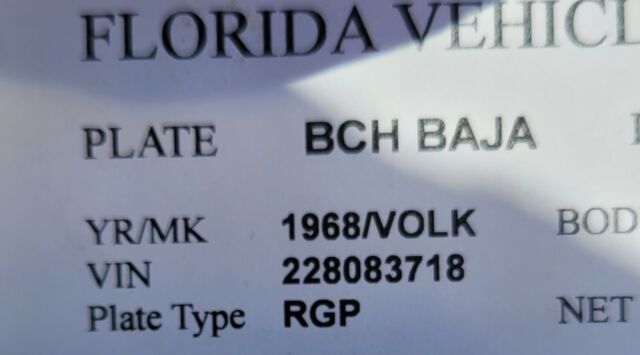 FLORIDA VEHICL
PLATE BCH BAJA
YR/MK 1968/VOLK BOD
VIN 228083718
Plate Type RGP NET